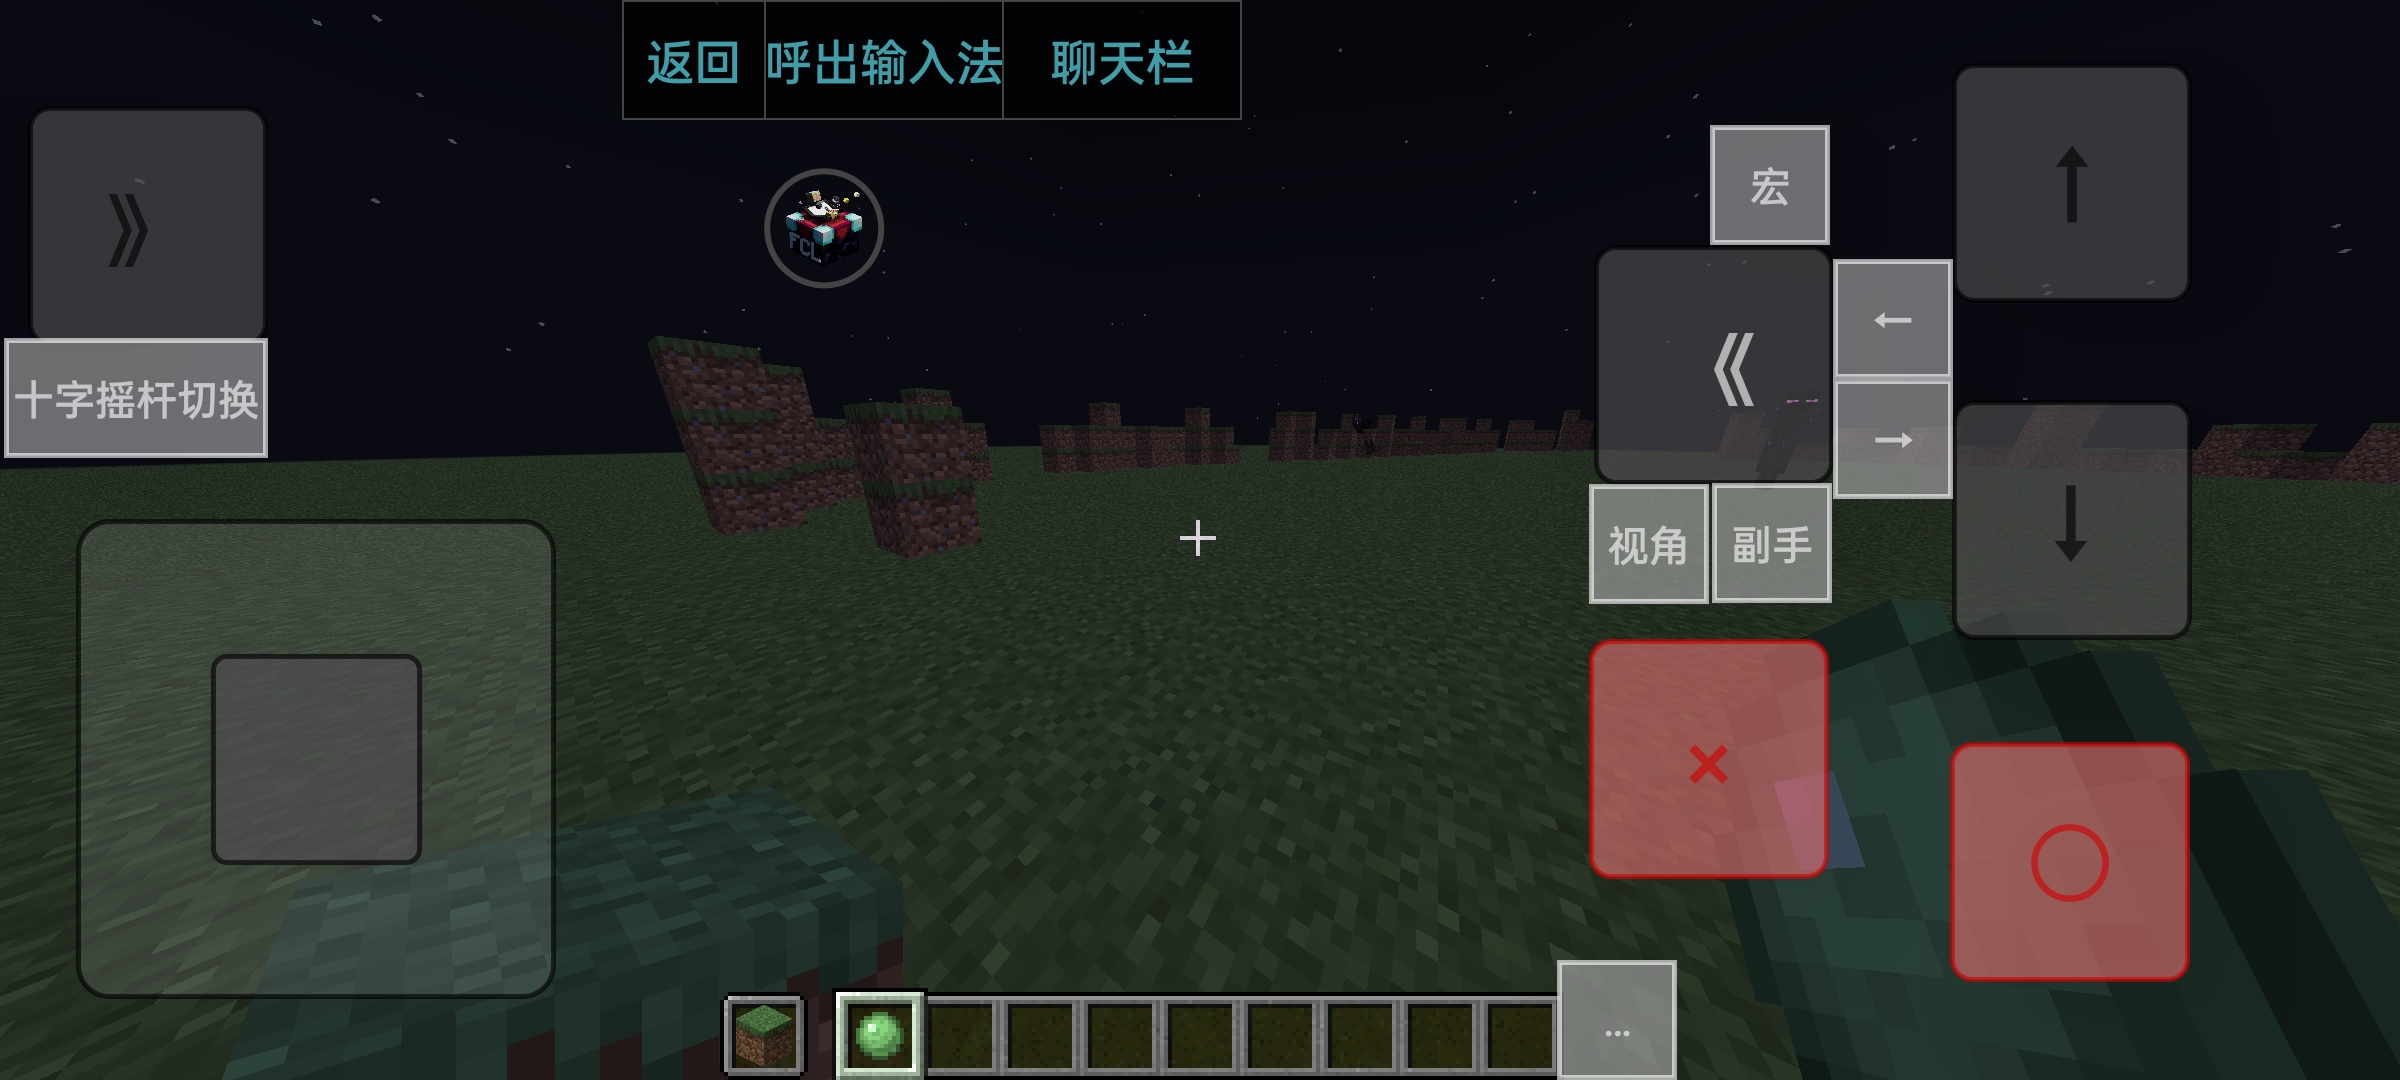 返回
呼出输入法
聊天栏
宏
FCL
十字摇杆切换
←
→
视角
副手
...